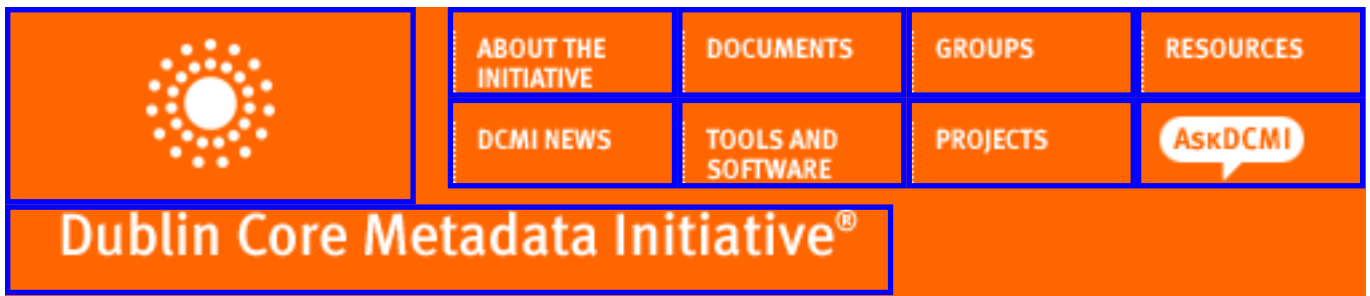 ABOUT THE
INITIATIVE
DOCUMENTS
GROUPS
RESOURCES
DCMI NEWS
TOOLS AND
SOFTWARE
PROJECTS
ASKDCMI
Dublin Core Metadata Initiative®